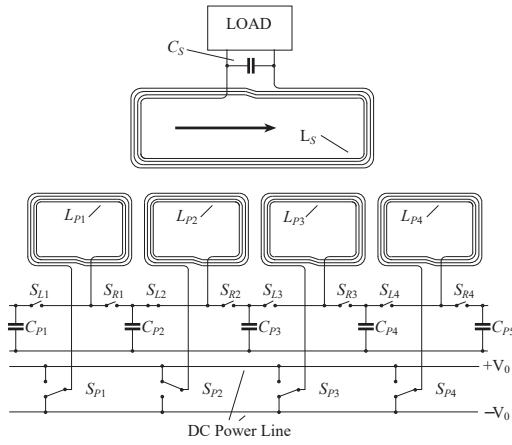 LOAD
C_S
L_S
L_P1
L_P2
L_P3
L_P4
S_L1
S_R1
S_L2
S_R2
S_L3
S_R3
S_L4
S_R4
C_P1
C_P2
C_P3
C_P4
C_P5
+V_0
S_P1
S_P2
S_P3
S_P4
−V_0
DC Power Line